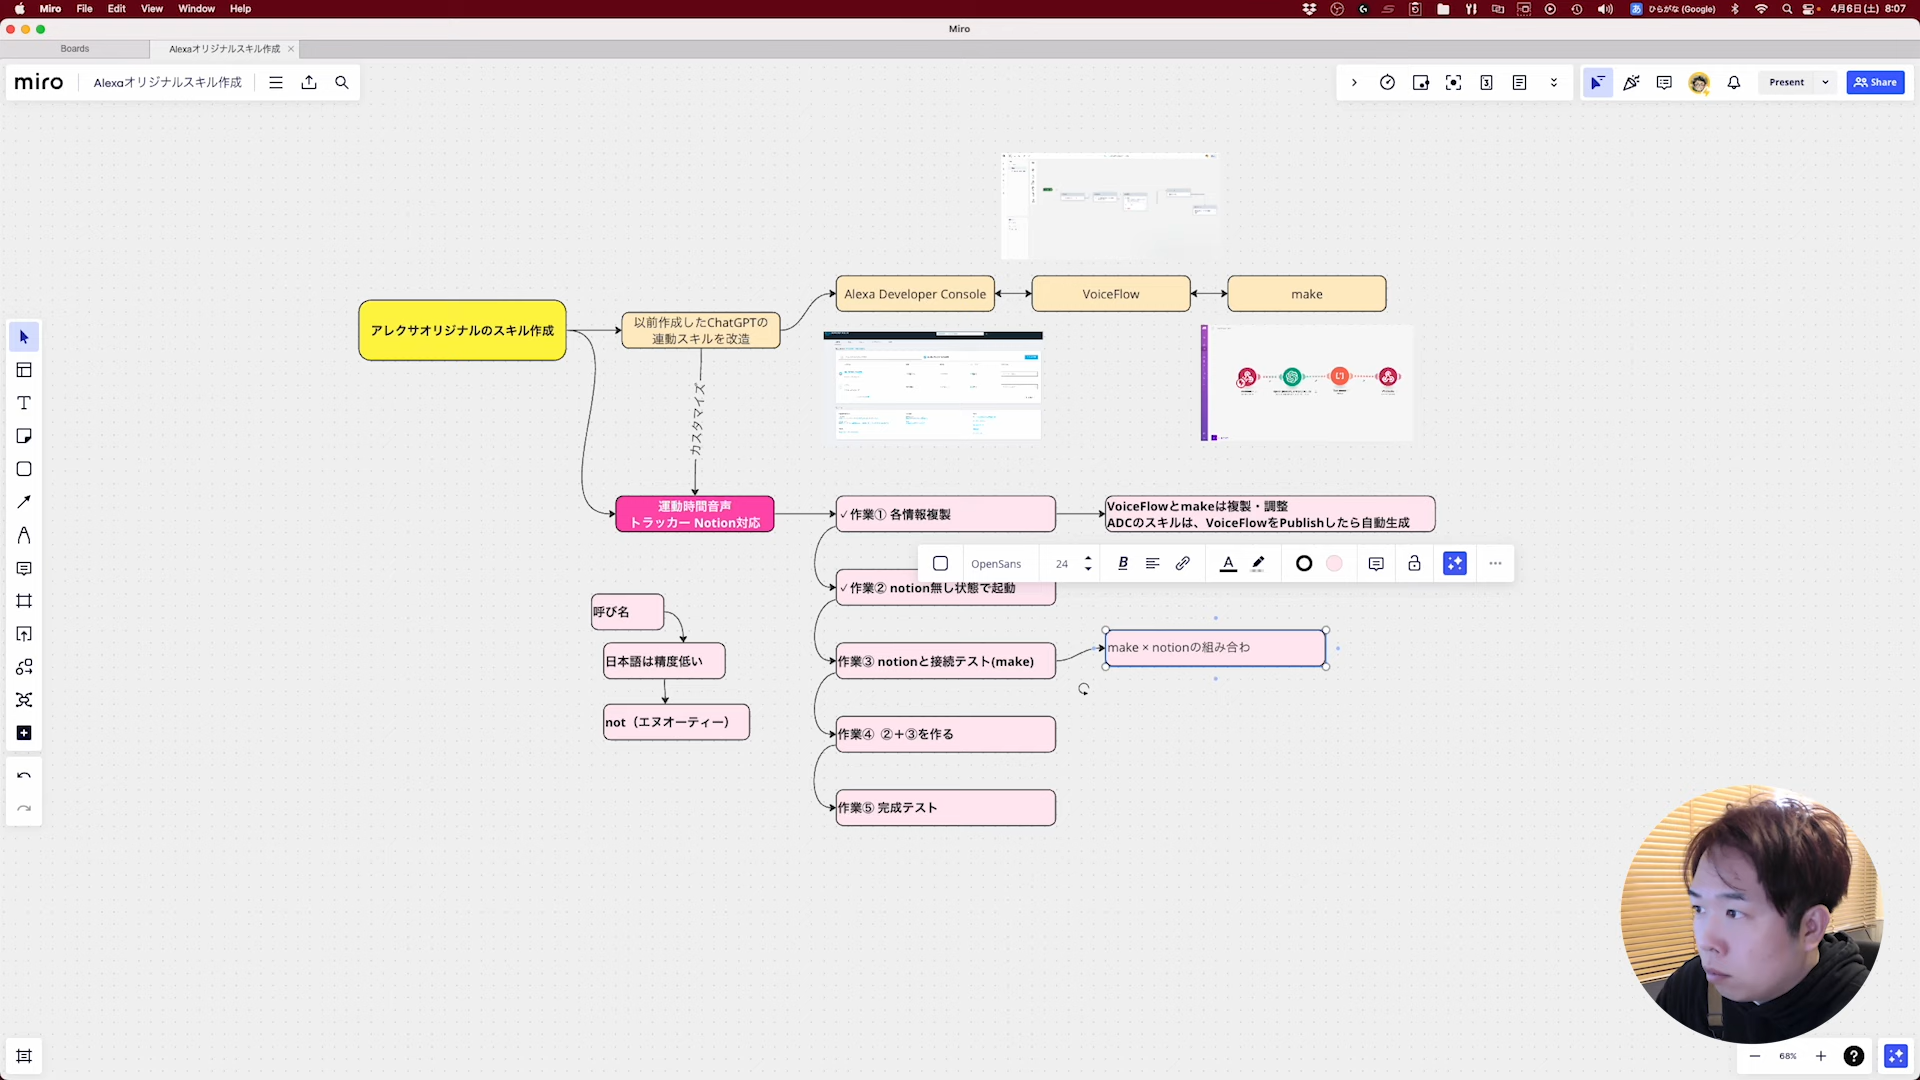 Miro File Edit View Window Help
ひらがな (Google)
4月6日(土) 8:07
Miro
Boards
Alexaオリジナルスキル作成
miro
Alexaオリジナルスキル作成
Present
Share
Alexa Developer Console
VoiceFlow
make
アレクサオリジナルのスキル作成
以前作成したChatGPTの
連動スキルを改造
カスタマイズ
運動時間音声
トラッカー Notion対応
✓作業① 各情報複製
VoiceFlowとmakeは複製・調整
ADCのスキルは、VoiceFlowをPublishしたら自動生成
OpenSans
24
B
A
✓作業② notion無し状態で起動
呼び名
日本語は精度低い
not（エヌオーティー）
作業③ notionと接続テスト(make)
make × notionの組み合わ
作業④ ②＋③を作る
作業⑤ 完成テスト
68%